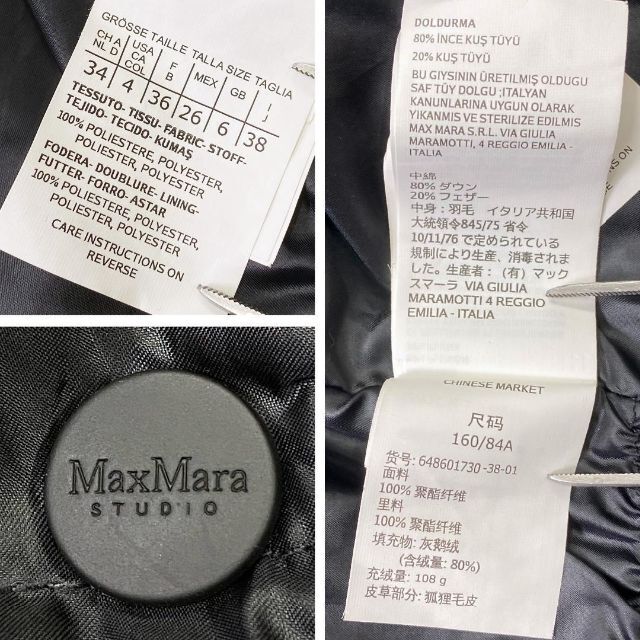 GRÖSSE TAILLE TALLA SIZE TAGLIA
CH A NL D
USA CA COL
F B
MEX
GB
I J
34 4 36 26 6 38
TESSUTO- TISSU-FABRIC- STOFF-
TEJIDO- TECIDO- KUMAŞ
100% POLIESTERE, POLYESTER,
POLIESTER, POLYESTER
FODERA- DOUBLURE- LINING-
FUTTER- FORRO- ASTAR
100% POLIESTERE, POLYESTER,
POLIESTER, POLYESTER
CARE INSTRUCTIONS ON
REVERSE
MaxMara
STUDIO
DOLDURMA
80% İNCE KUŞ TÜYÜ
20% KUŞ TÜYÜ
BU GIYSININ ÜRETILMIŞ OLDUGU
SAF TÜY DOLGU ;ITALYAN
KANUNLARINA UYGUN OLARAK
YIKANMIS VE STERILIZE EDILMIS
MAX MARA S.R.L. VIA GIULIA
MARAMOTTI, 4 REGGIO EMILIA -
ITALIA
中綿
80% ダウン
20% フェザー
中身:羽毛 イタリア共和国
大統領令845/75 省令
10/11/76 で定められている
規制により生産、消毒されま
した。生産者:(有)マック
スマーラ VIA GIULIA
MARAMOTTI 4 REGGIO
EMILIA - ITALIA
ONS ON
CHINESE MARKET
尺码
160/84A
货号: 648601730 -38-01
面料
100% 聚酯纤维
里料
100% 聚酯纤维
填充物: 灰鹅绒
(含绒量: 80%)
充绒量: 108 g
皮草部分: 狐狸毛皮